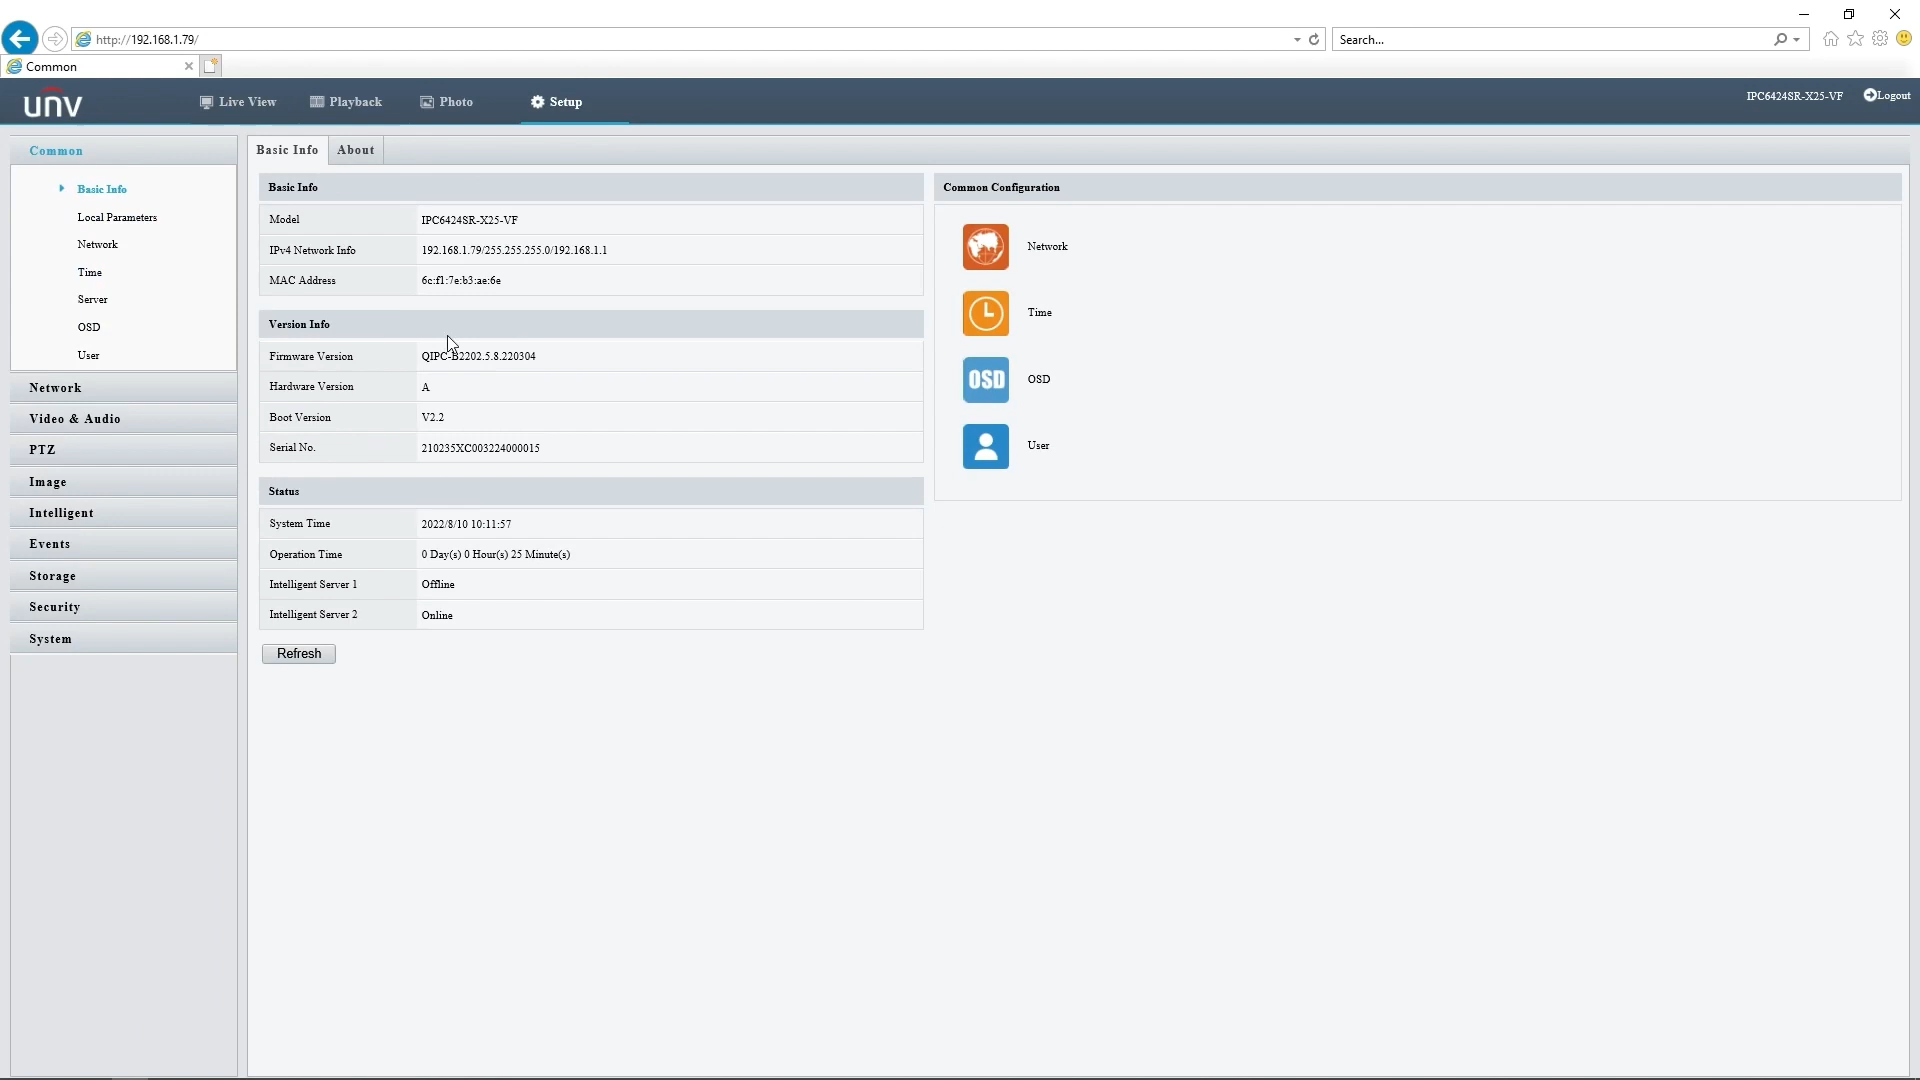 http://192.168.1.79/
Search...
Common
unv
Live View
Playback
Photo
Setup
IPC6424SR-X25-VF
Logout
Common
Basic Info
Local Parameters
Network
Time
Server
OSD
User
Network
Video & Audio
PTZ
Image
Intelligent
Events
Storage
Security
System
Basic Info
About
Basic Info
Model IPC6424SR-X25-VF
IPv4 Network Info 192.168.1.79/255.255.255.0/192.168.1.1
MAC Address 6c:f1:7e:b3:ae:6e
Version Info
Firmware Version QIPC-B2202.5.8.220304
Hardware Version A
Boot Version V2.2
Serial No. 210235XC003224000015
Status
System Time 2022/8/10 10:11:57
Operation Time 0 Day(s) 0 Hour(s) 25 Minute(s)
Intelligent Server 1 Offline
Intelligent Server 2 Online
Refresh
Common Configuration
Network
Time
OSD OSD
User